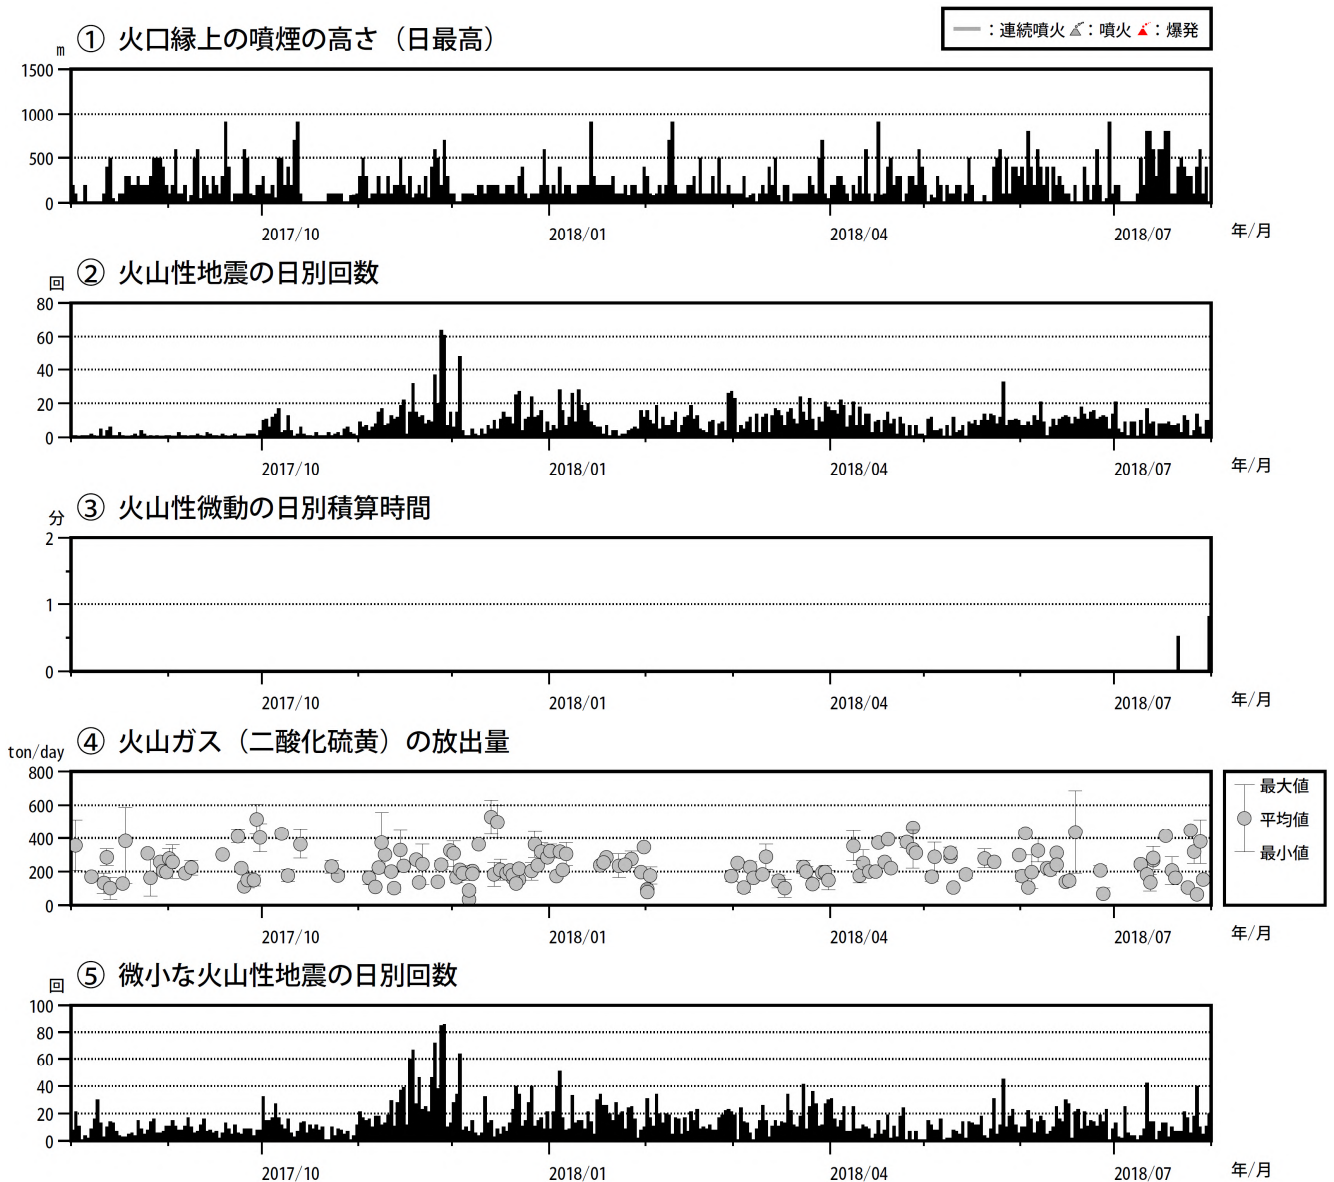 ① 火口縁上の噴煙の高さ（日最高）
：連続噴火 ：噴火 ：爆発
m
1500
1000
500
0
2017/10 2018/01 2018/04 2018/07 年/月
② 火山性地震の日別回数
回
80
60
40
20
0
2017/10 2018/01 2018/04 2018/07 年/月
③ 火山性微動の日別積算時間
分
2
1
0
2017/10 2018/01 2018/04 2018/07 年/月
④ 火山ガス（二酸化硫黄）の放出量
ton/day
800
600
400
200
0
最大値
平均値
最小値
2017/10 2018/01 2018/04 2018/07 年/月
⑤ 微小な火山性地震の日別回数
回
100
80
60
40
20
0
2017/10 2018/01 2018/04 2018/07 年/月